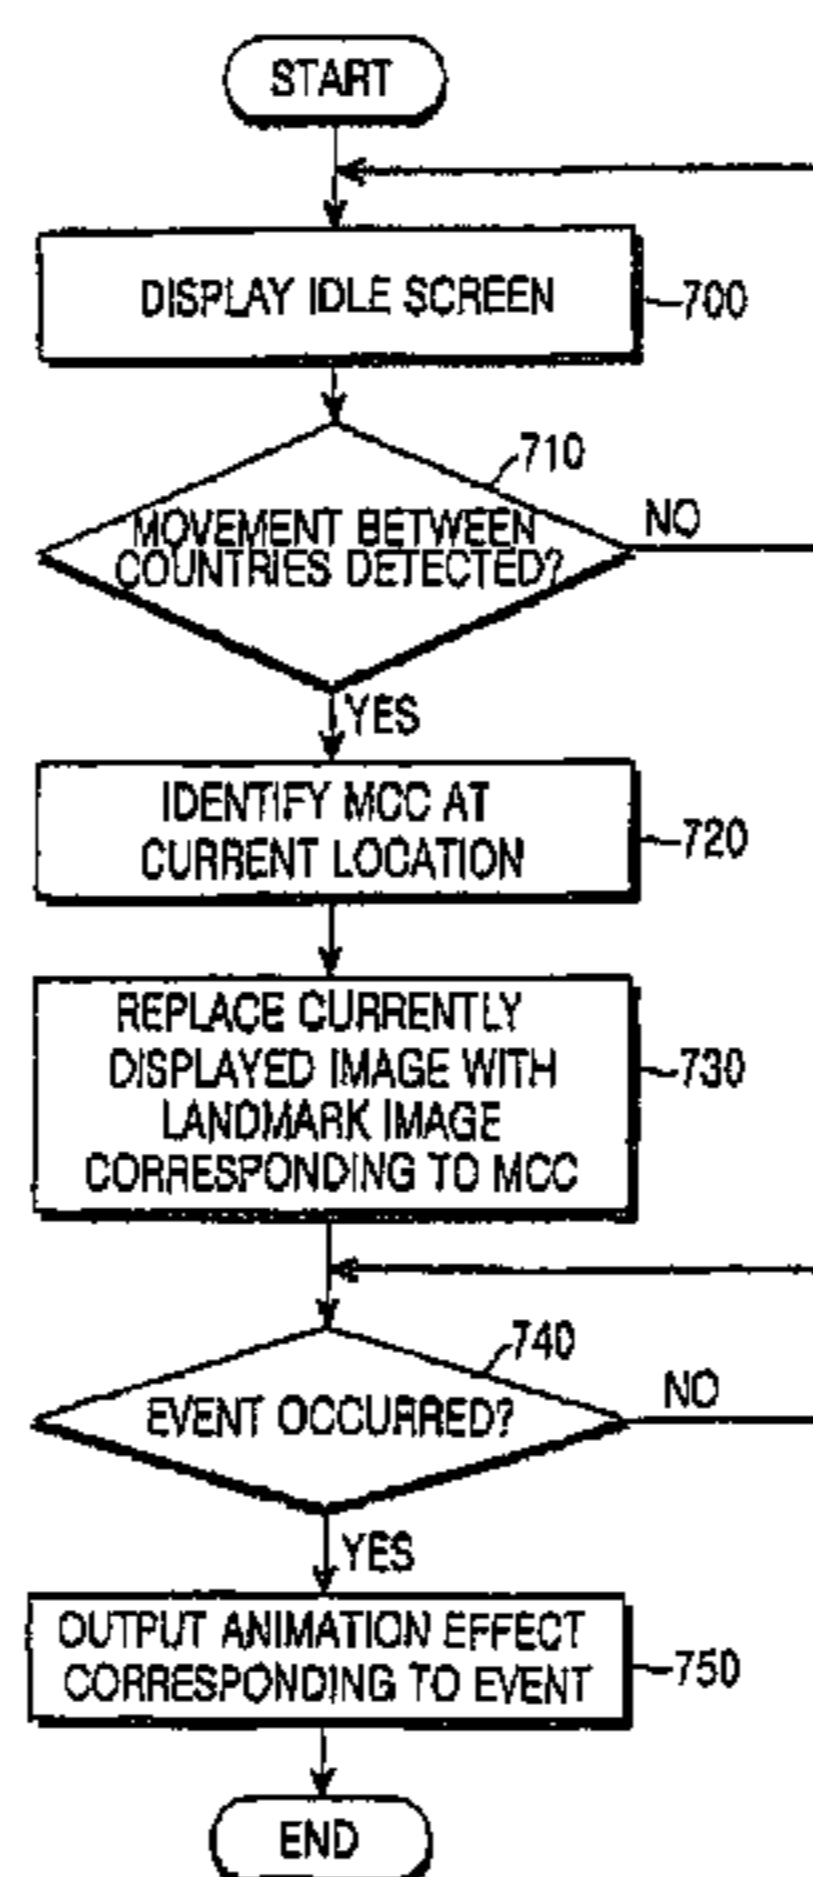 START
DISPLAY IDLE SCREEN
700
710
MOVEMENT BETWEEN
COUNTRIES DETECTED?
NO
YES
IDENTIFY MCC AT
CURRENT LOCATION
720
REPLACE CURRENTLY
DISPLAYED IMAGE WITH
LANDMARK IMAGE
CORRESPONDING TO MCC
730
740
EVENT OCCURRED?
NO
YES
OUTPUT ANIMATION EFFECT
CORRESPONDING TO EVENT
750
END